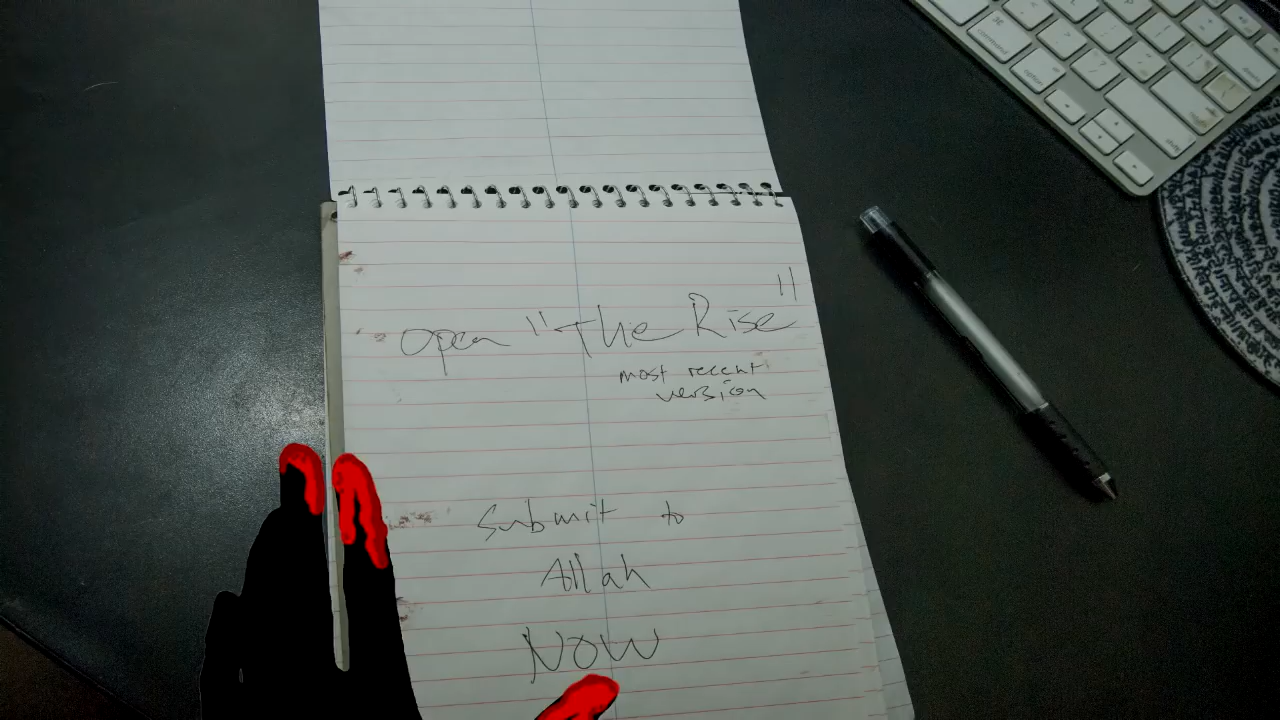 Open "The Rise"
most recent
version
Submit to
Allah
Now